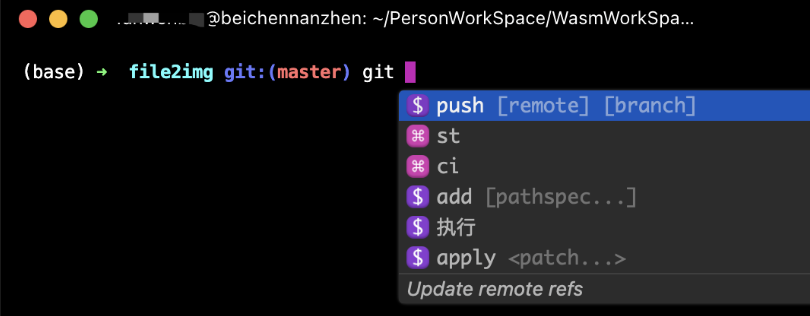 @beichennanzhen: ~/PersonWorkSpace/WasmWorkSpa...
(base) ➜ file2img git:(master) git
$ push [remote] [branch]
⌘ st
⌘ ci
$ add [pathspec...]
$ 执行
$ apply <patch...>
Update remote refs